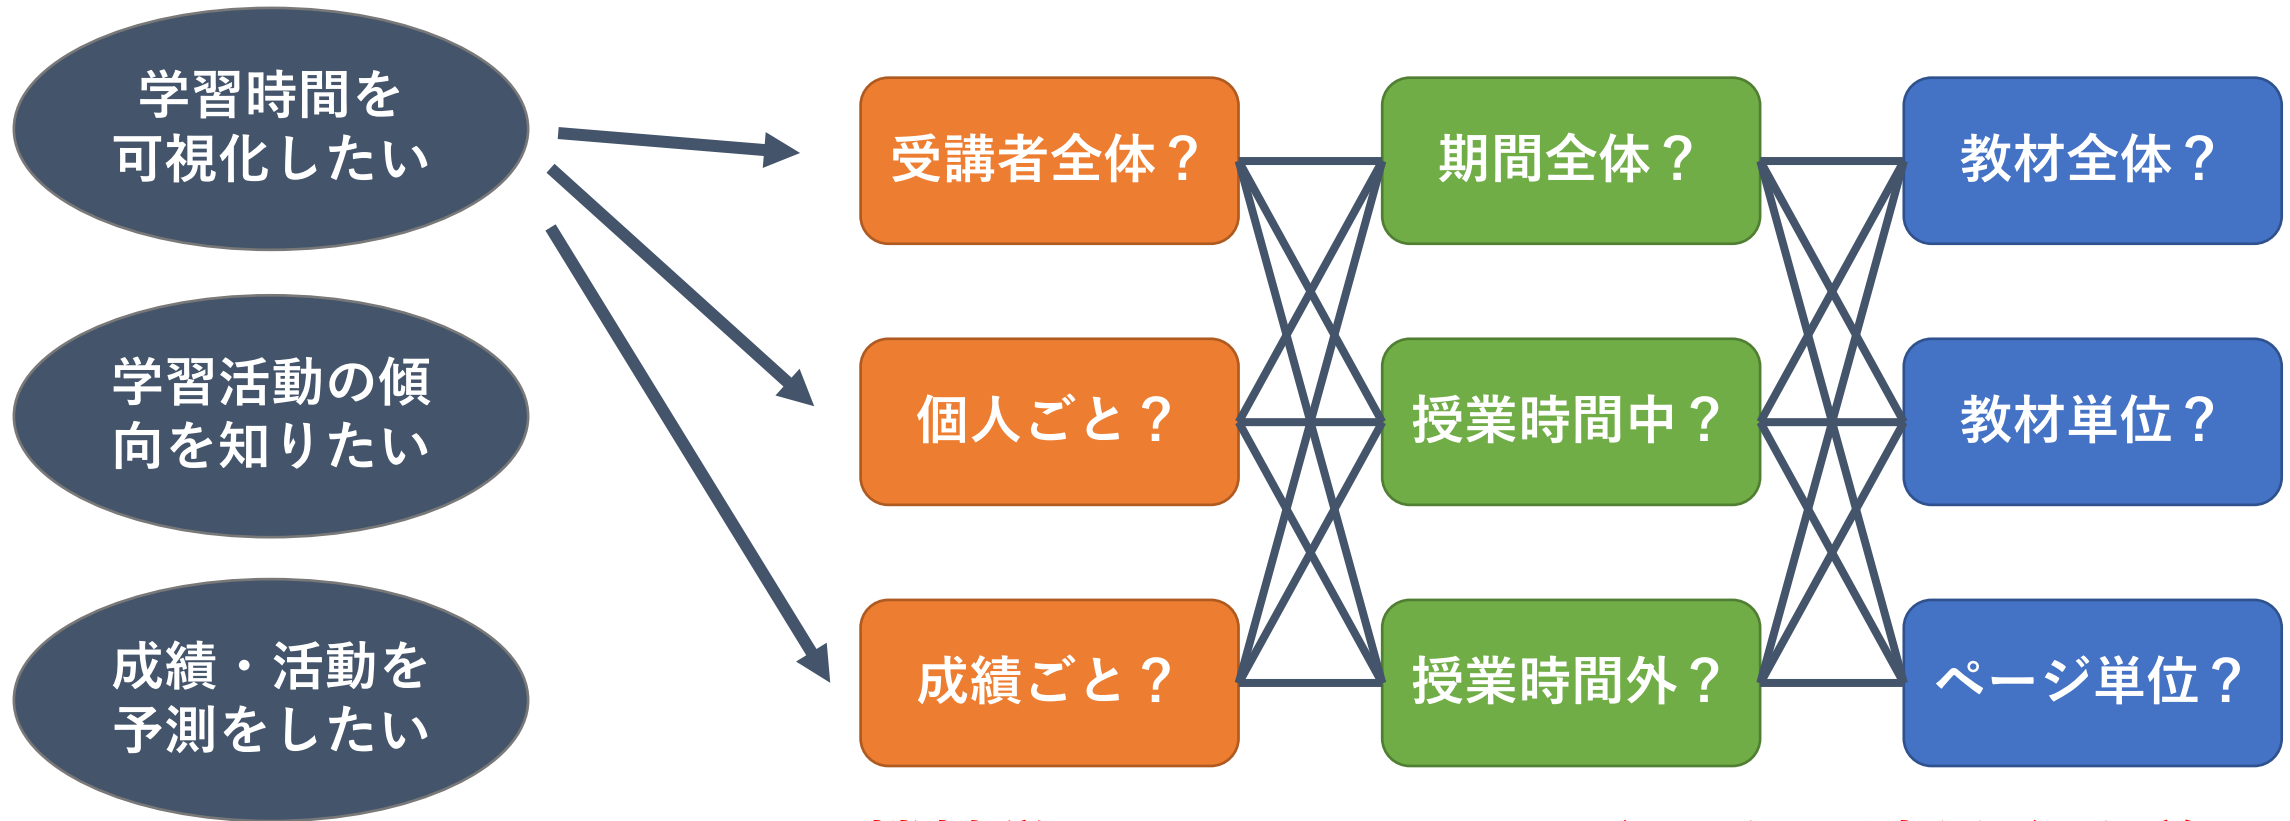 学習時間を
可視化したい
学習活動の傾
向を知りたい
成績・活動を
予測をしたい
受講者全体？
期間全体？
教材全体？
個人ごと？
授業時間中？
教材単位？
成績ごと？
授業時間外？
ページ単位？